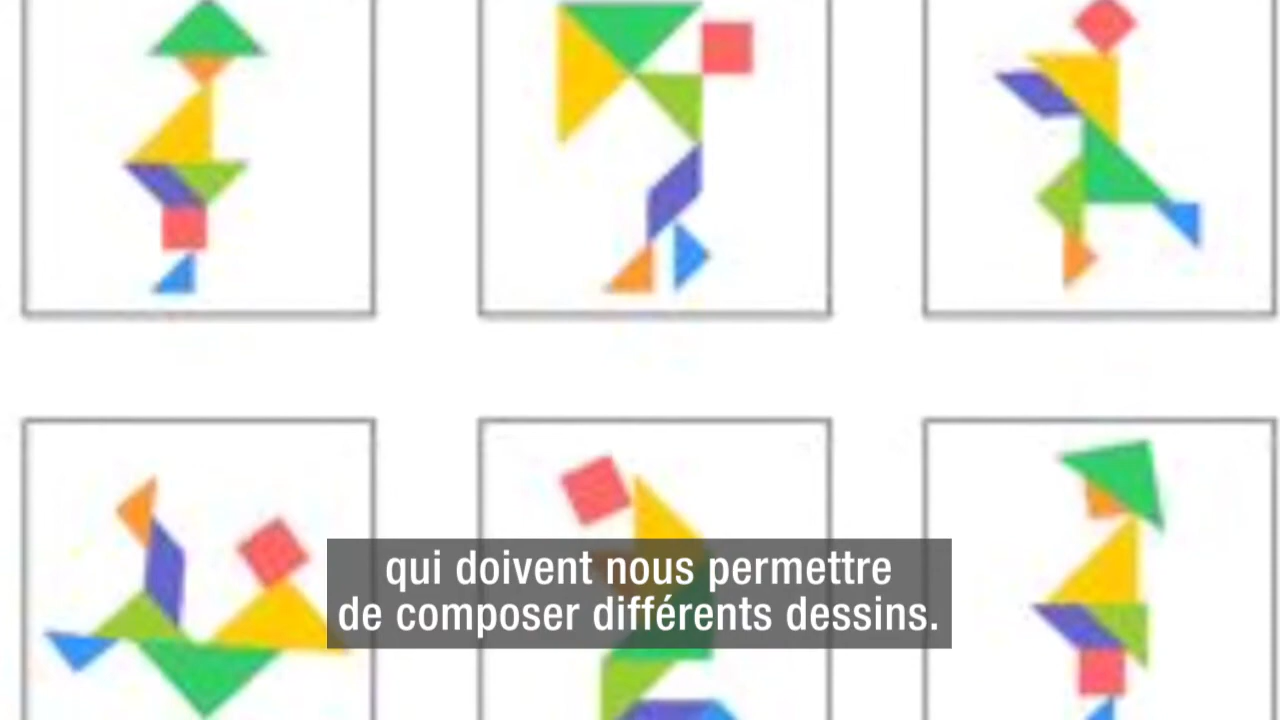 qui doivent nous permettre
de composer différents dessins.